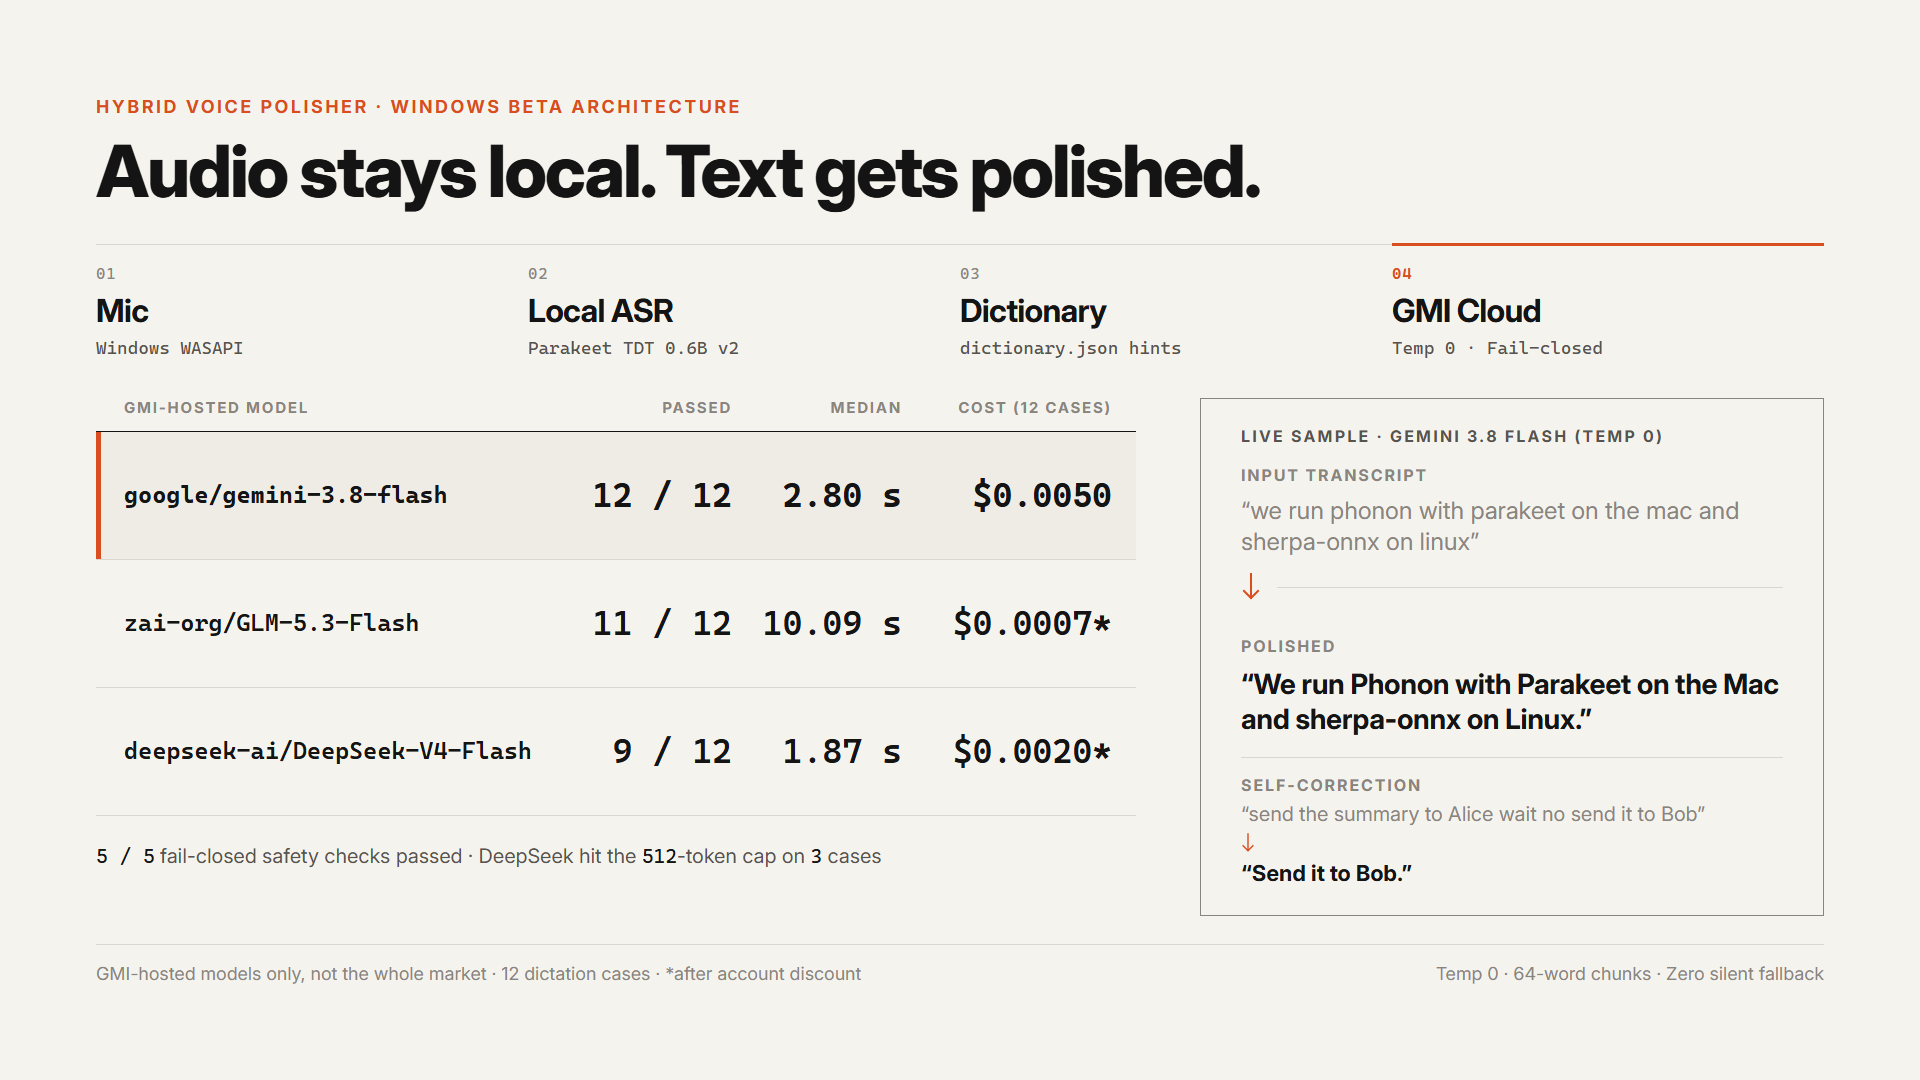 HYBRID VOICE POLISHER · WINDOWS BETA ARCHITECTURE
Audio stays local. Text gets polished.
01
Mic
Windows WASAPI
02
Local ASR
Parakeet TDT 0.6B v2
03
Dictionary
dictionary.json hints
04
GMI Cloud
Temp 0 · Fail-closed
GMI-HOSTED MODEL PASSED MEDIAN COST (12 CASES)
google/gemini-3.8-flash 12 / 12 2.80 s $0.0050
zai-org/GLM-5.3-Flash 11 / 12 10.09 s $0.0007*
deepseek-ai/DeepSeek-V4-Flash 9 / 12 1.87 s $0.0020*
5 / 5 fail-closed safety checks passed · DeepSeek hit the 512-token cap on 3 cases
LIVE SAMPLE · GEMINI 3.8 FLASH (TEMP 0)
INPUT TRANSCRIPT
“we run phonon with parakeet on the mac and
sherpa-onnx on linux”
↓
POLISHED
“We run Phonon with Parakeet on the Mac
and sherpa-onnx on Linux.”
SELF-CORRECTION
“send the summary to Alice wait no send it to Bob”
↓
“Send it to Bob.”
GMI-hosted models only, not the whole market · 12 dictation cases · *after account discount
Temp 0 · 64-word chunks · Zero silent fallback